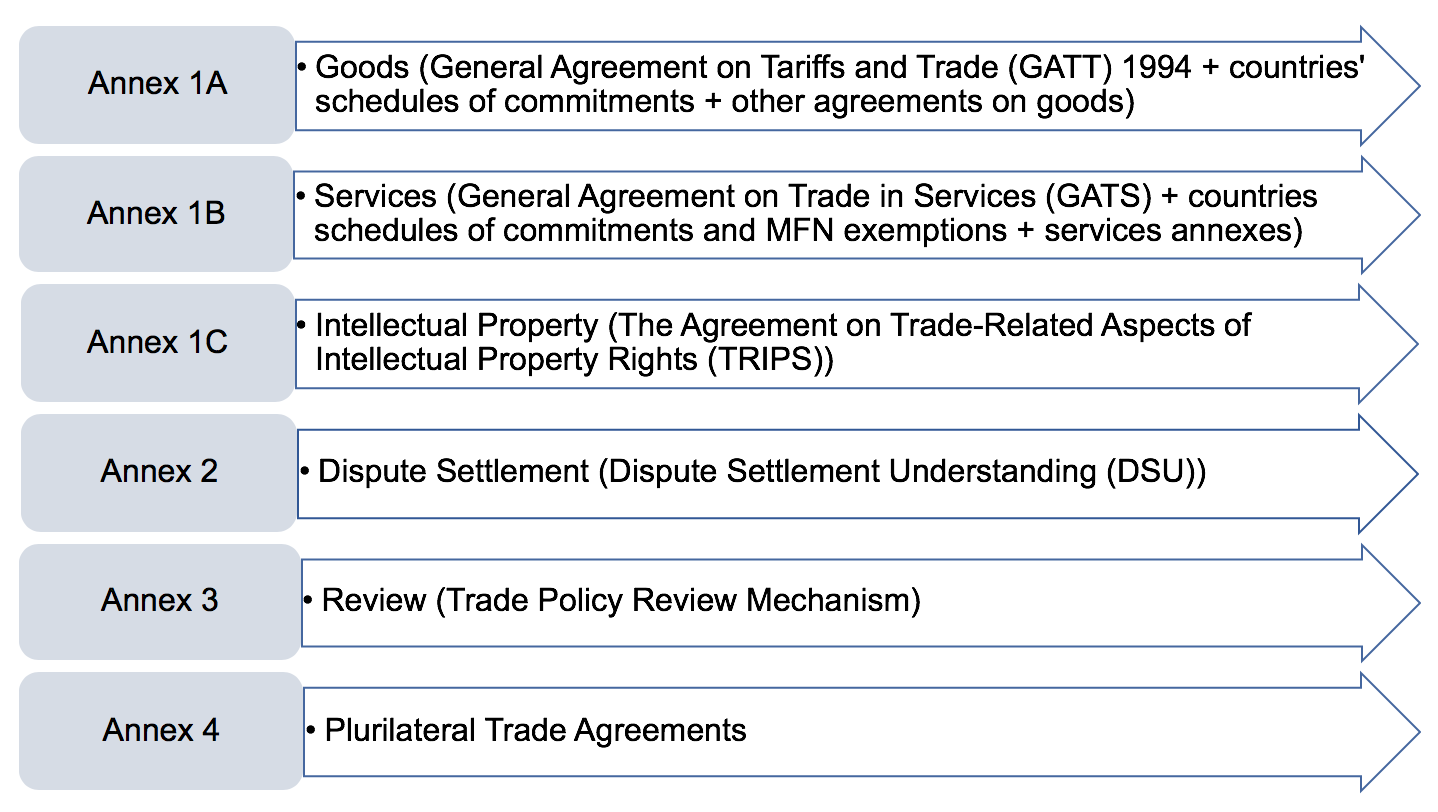 Annex 1A
• Goods (General Agreement on Tariffs and Trade (GATT) 1994 + countries'
schedules of commitments + other agreements on goods)
Annex 1B
• Services (General Agreement on Trade in Services (GATS) + countries
schedules of commitments and MFN exemptions + services annexes)
Annex 1C
• Intellectual Property (The Agreement on Trade-Related Aspects of
Intellectual Property Rights (TRIPS))
Annex 2
• Dispute Settlement (Dispute Settlement Understanding (DSU))
Annex 3
• Review (Trade Policy Review Mechanism)
Annex 4
• Plurilateral Trade Agreements